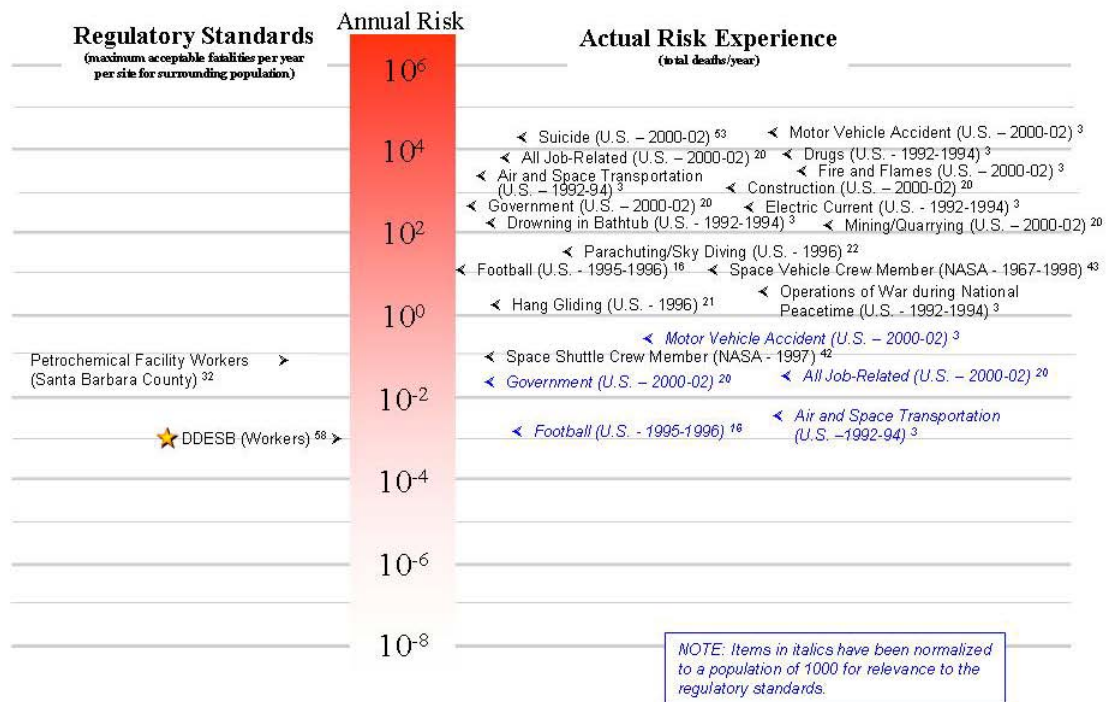 Annual Risk
Regulatory Standards
(maximum acceptable fatalities per year
per site for surrounding population)
Actual Risk Experience
(total deaths/year)
10⁶
10⁴
10²
10⁰
10⁻²
10⁻⁴
10⁻⁶
10⁻⁸
Petrochemical Facility Workers
(Santa Barbara County) ³²
DDESB (Workers) ⁵⁸
Suicide (U.S. – 2000-02) ⁵³
Motor Vehicle Accident (U.S. – 2000-02) ³
All Job-Related (U.S. – 2000-02) ²⁰
Drugs (U.S. - 1992-1994) ³
Air and Space Transportation
(U.S. – 1992-94) ³
Fire and Flames (U.S. – 2000-02) ³
Construction (U.S. – 2000-02) ²⁰
Government (U.S. – 2000-02) ²⁰
Electric Current (U.S. - 1992-1994) ³
Drowning in Bathtub (U.S. - 1992-1994) ³
Mining/Quarrying (U.S. – 2000-02) ²⁰
Parachuting/Sky Diving (U.S. - 1996) ²²
Football (U.S. - 1995-1996) ¹⁶
Space Vehicle Crew Member (NASA - 1967-1998) ⁴³
Operations of War during National
Peacetime (U.S. - 1992-1994) ³
Hang Gliding (U.S. - 1996) ²¹
Motor Vehicle Accident (U.S. – 2000-02) ³
Space Shuttle Crew Member (NASA - 1997) ⁴²
Government (U.S. – 2000-02) ²⁰
All Job-Related (U.S. – 2000-02) ²⁰
Air and Space Transportation
(U.S. –1992-94) ³
Football (U.S. - 1995-1996) ¹⁶
NOTE: Items in italics have been normalized
to a population of 1000 for relevance to the
regulatory standards.